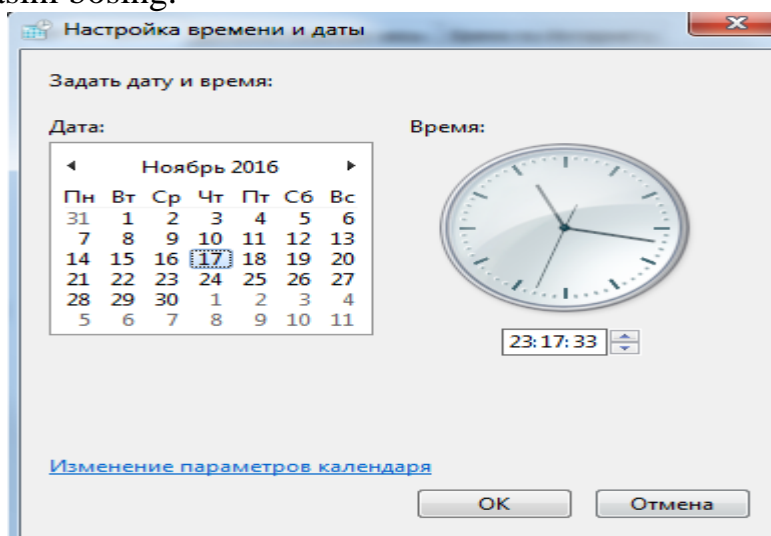 bosing.
Настройка времени и даты
Задать дату и время:
Дата:
Ноябрь 2016
Пн Вт Ср Чт Пт Сб Вс
31 1 2 3 4 5 6
7 8 9 10 11 12 13
14 15 16 17 18 19 20
21 22 23 24 25 26 27
28 29 30 1 2 3 4
5 6 7 8 9 10 11
Время:
23:17:33
Изменение параметров календаря
ОК Отмена